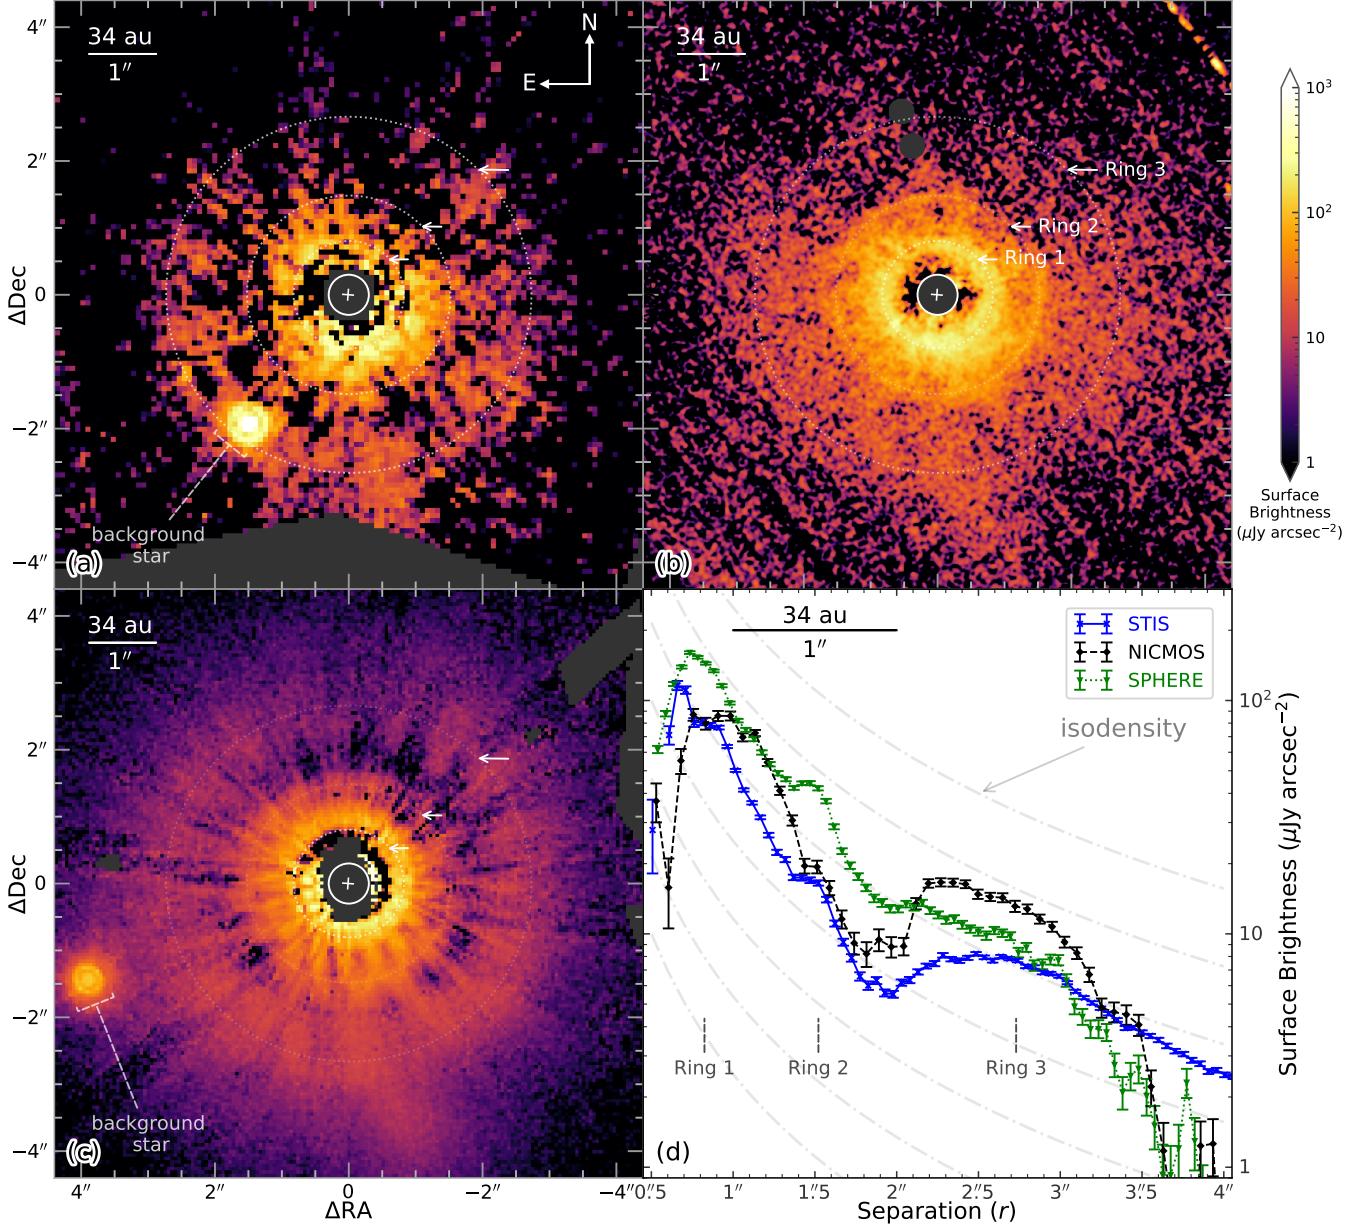 4″
34 au
1″
N
E
2″
0
−2″
−4″
ΔDec
background
star
(a)
34 au
1″
Ring 3
Ring 2
Ring 1
(b)
10³
10²
10
1
Surface
Brightness
(μJy arcsec⁻²)
4″
34 au
1″
2″
0
−2″
−4″
ΔDec
background
star
(c)
4″
2″
0
−2″
−4″
ΔRA
34 au
1″
STIS
NICMOS
SPHERE
isodensity
Ring 1
Ring 2
Ring 3
(d)
10²
10
1
Surface Brightness (μJy arcsec⁻²)
0″.5
1″
1″.5
2″
2″.5
3″
3″.5
4″
Separation (r)